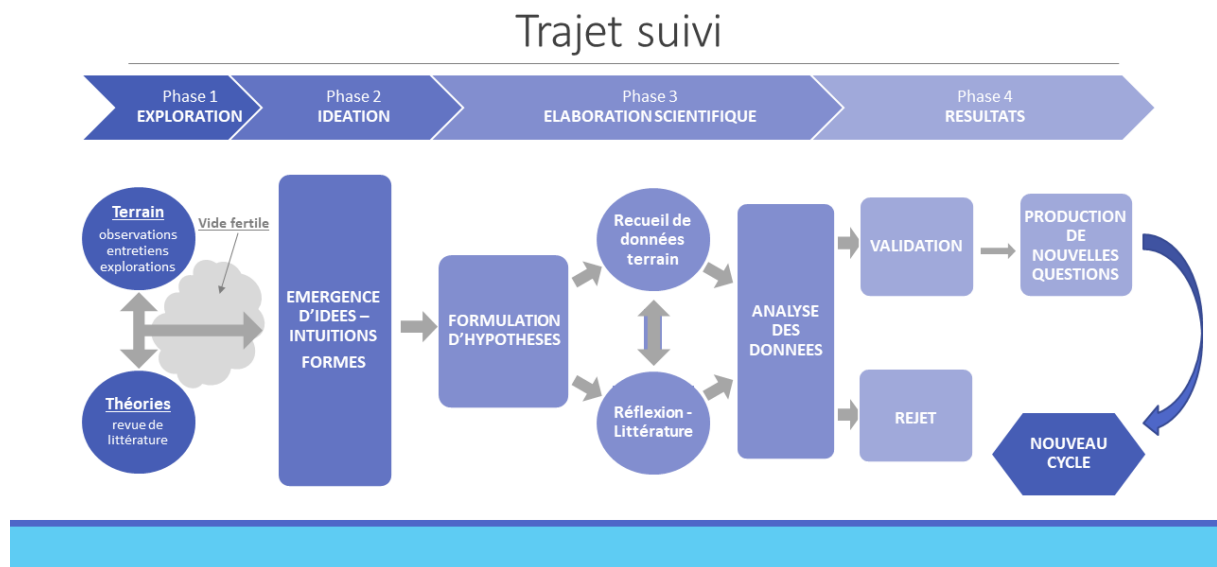 Trajet suivi
Phase 1
EXPLORATION
Phase 2
IDEATION
Phase 3
ELABORATION SCIENTIFIQUE
Phase 4
RESULTATS
Terrain
observations
entretiens
explorations
Vide fertile
Théories
revue de
littérature
EMERGENCE
D'IDEES –
INTUITIONS
FORMES
FORMULATION
D'HYPOTHESES
Recueil de
données
terrain
Réflexion -
Littérature
ANALYSE
DES
DONNEES
VALIDATION
REJET
PRODUCTION
DE
NOUVELLES
QUESTIONS
NOUVEAU
CYCLE